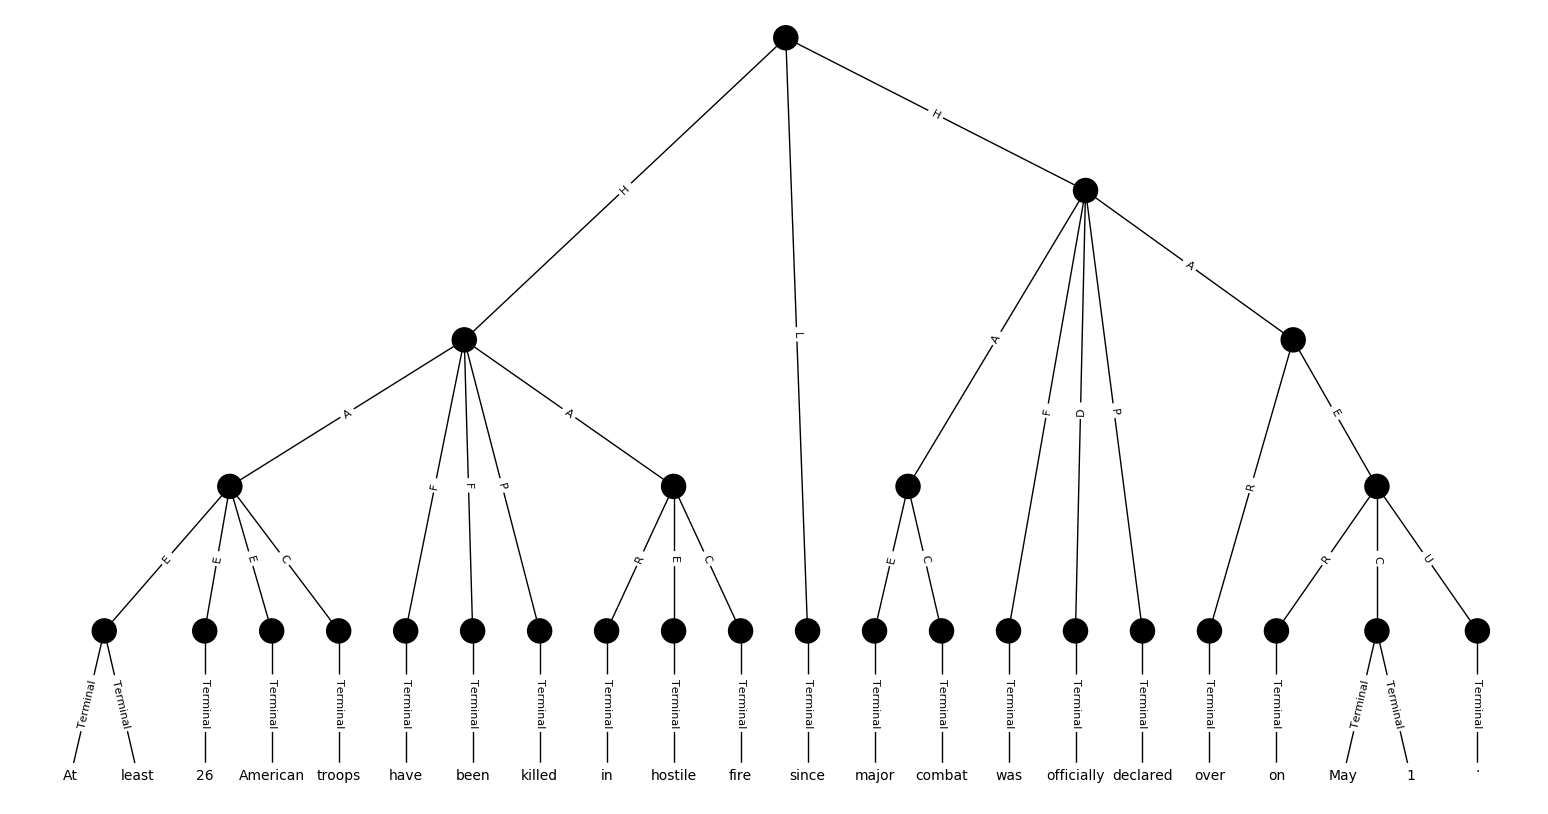 H
H
L
A
A
A
A
F
D
P
E
F
F
P
R
E
E
E
C
R
E
C
E
C
R
C
U
Terminal Terminal Terminal Terminal Terminal Terminal Terminal Terminal Terminal Terminal Terminal Terminal Terminal Terminal Terminal Terminal Terminal Terminal Terminal Terminal Terminal Terminal
At least 26 American troops have been killed in hostile fire since major combat was officially declared over on May 1 .